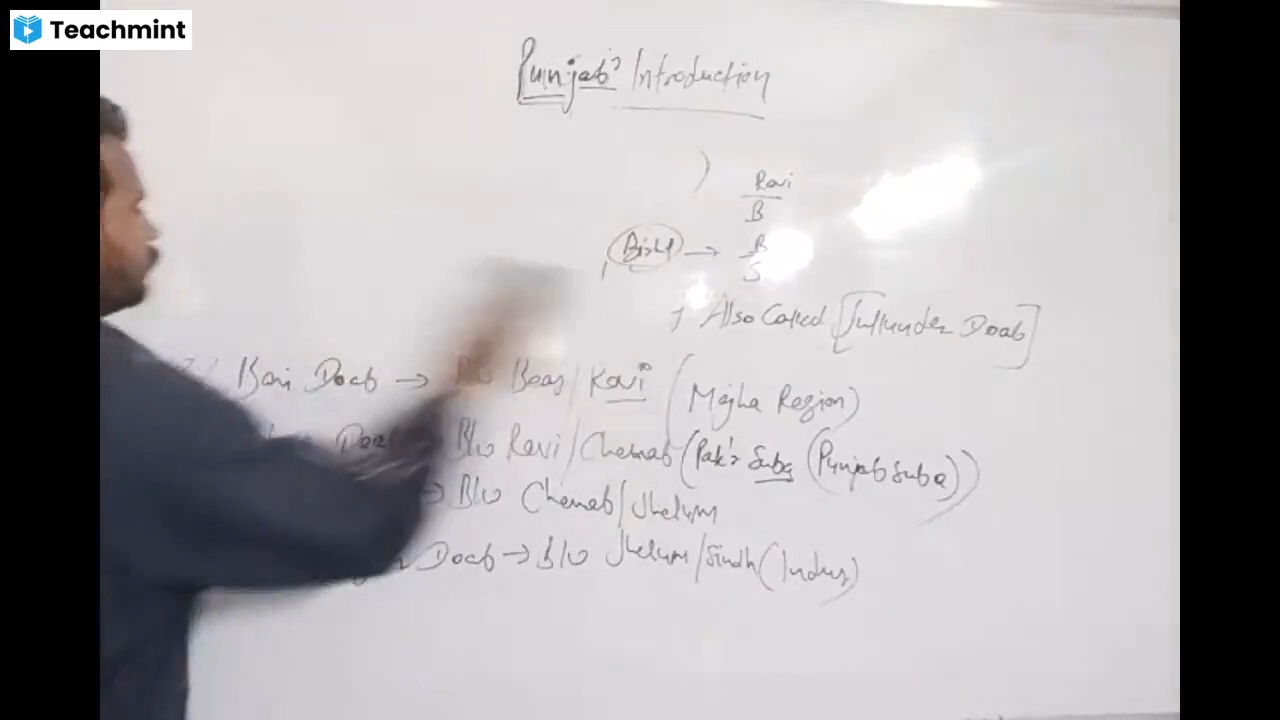 Teachmint
Punjab's Introduction
)
Ravi
B
Bisht →
B
S
Also Called [Jullunder Doab]
Bari Doab → B/w Beas/Ravi (Majha Region)
Doab B/w Ravi/Chenab (Pak's Suba (Punjab Suba))
→ B/w Chenab/Jhelum
Doab → B/w Jhelum/Sindh (Indus)